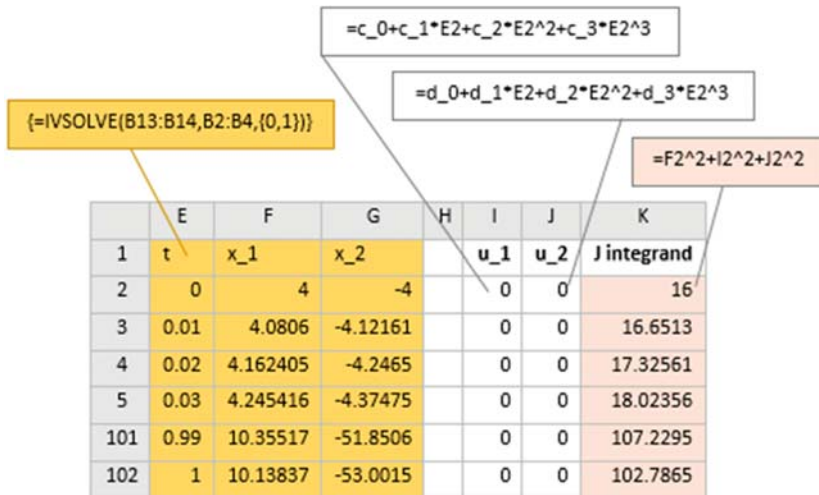 =c_0+c_1*E2+c_2*E2^2+c_3*E2^3
=d_0+d_1*E2+d_2*E2^2+d_3*E2^3
{=IVSOLVE(B13:B14,B2:B4,{0,1})}
=F2^2+I2^2+J2^2
E F G H I J K
1 t x_1 x_2 u_1 u_2 J integrand
2 0 4 -4 0 0 16
3 0.01 4.0806 -4.12161 0 0 16.6513
4 0.02 4.162405 -4.2465 0 0 17.32561
5 0.03 4.245416 -4.37475 0 0 18.02356
101 0.99 10.35517 -51.8506 0 0 107.2295
102 1 10.13837 -53.0015 0 0 102.7865